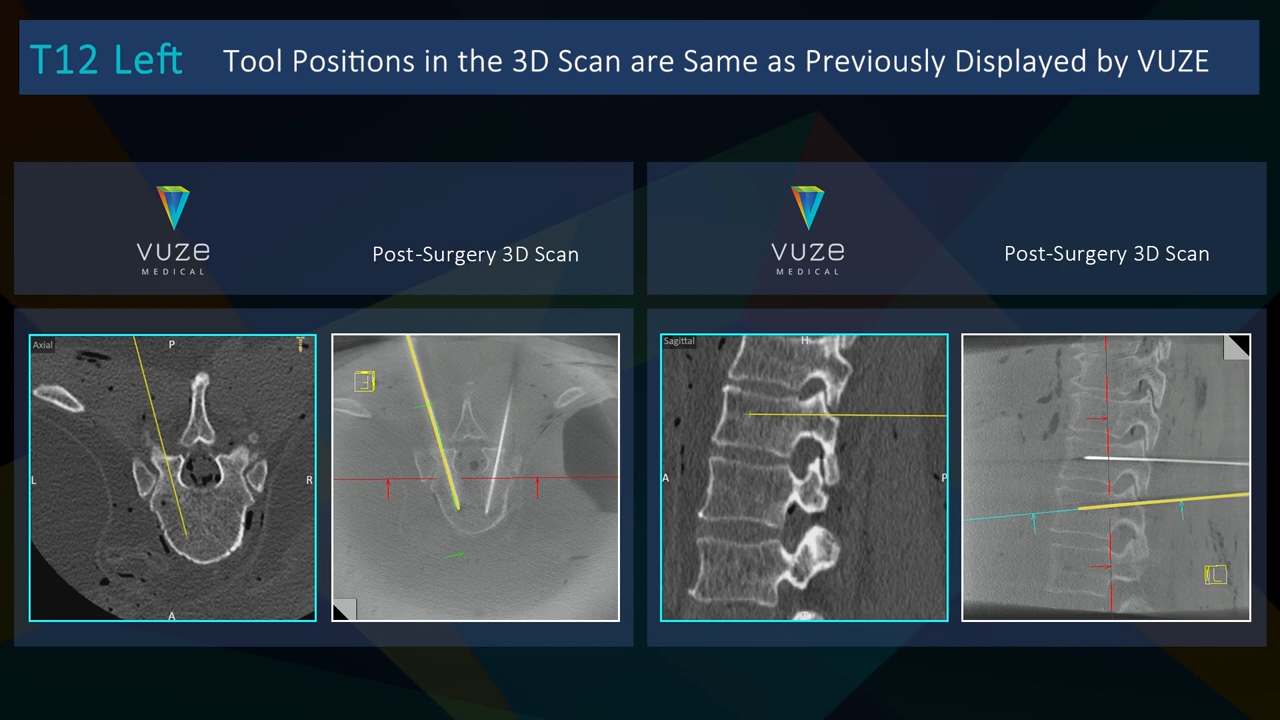 T12 Left Tool Positions in the 3D Scan are Same as Previously Displayed by VUZE
vuze
MEDICAL
Post-Surgery 3D Scan
vuze
MEDICAL
Post-Surgery 3D Scan
Axial
P
L
R
A
Sagittal
H
A
P
L